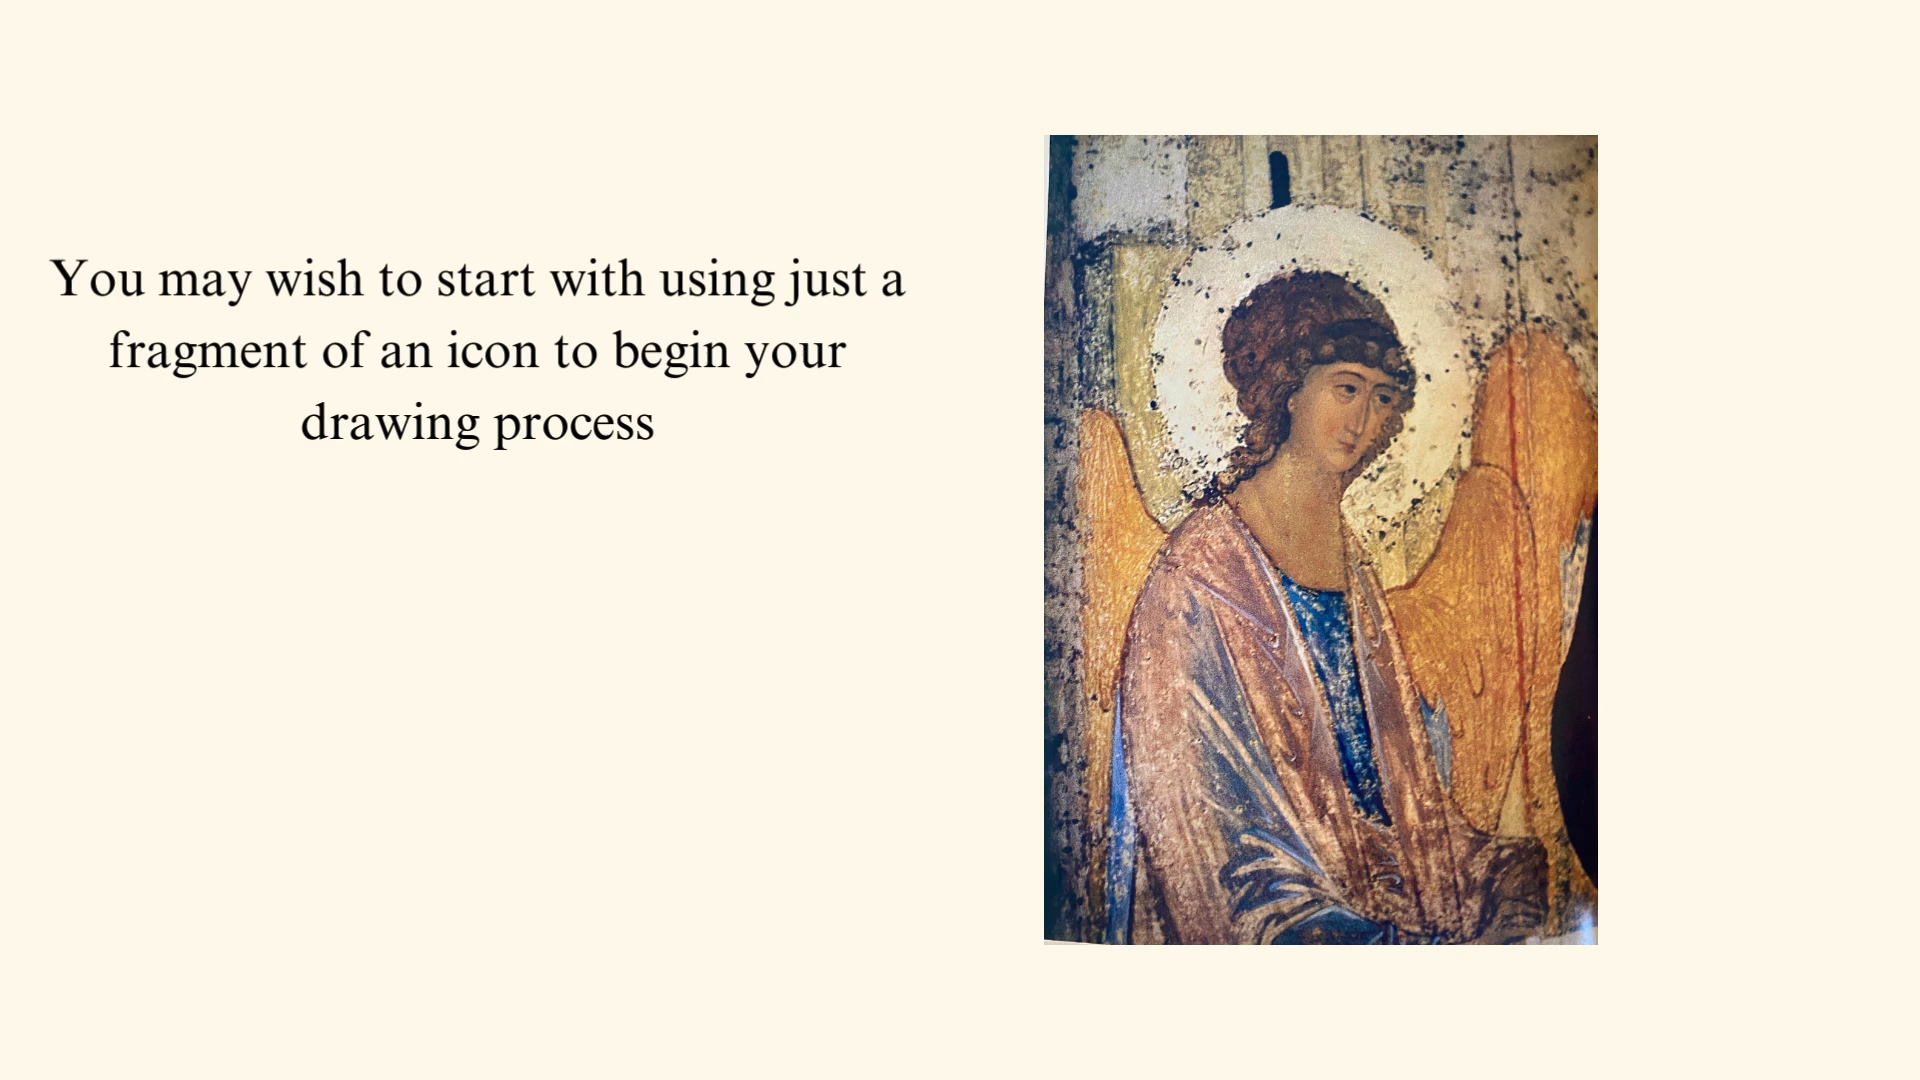 You may wish to start with using just a
fragment of an icon to begin your
drawing process